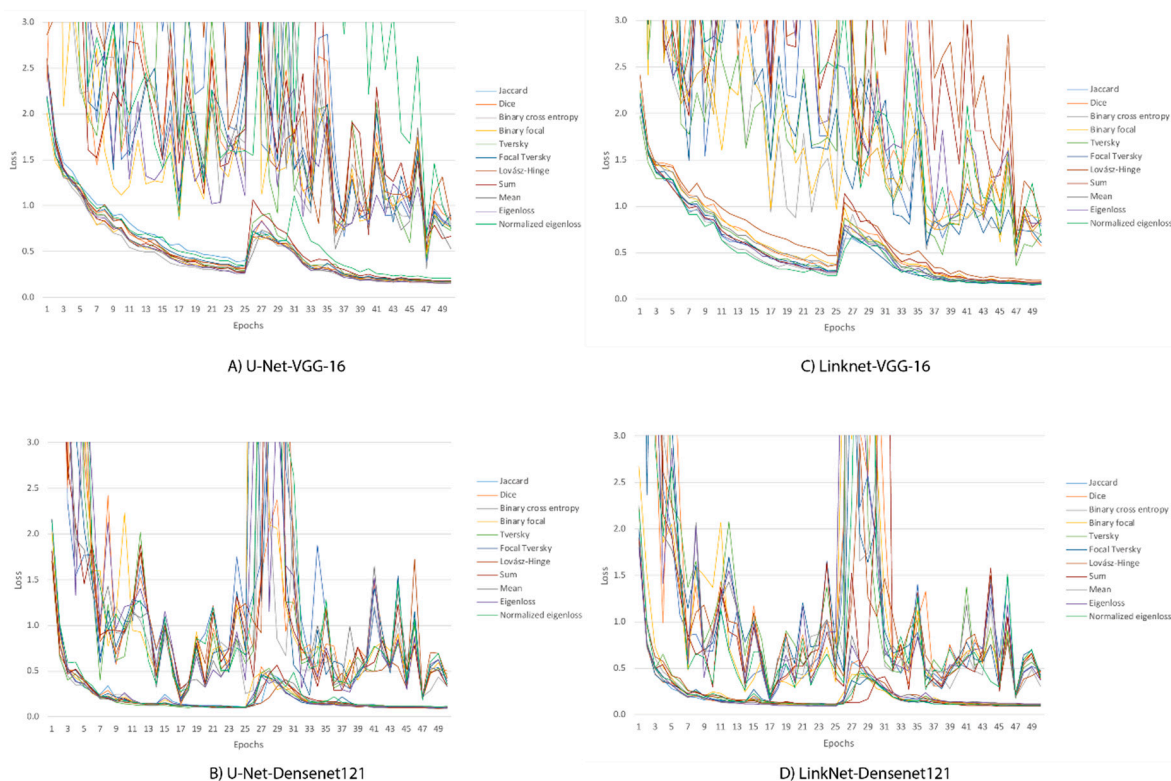 3.0
2.5
2.0
1.5
1.0
0.5
0.0
Loss
1 3 5 7 9 11 13 15 17 19 21 23 25 27 29 31 33 35 37 39 41 43 45 47 49
Epochs
Jaccard
Dice
Binary cross entropy
Binary focal
Tversky
Focal Tversky
Lovász-Hinge
Sum
Mean
Eigenloss
Normalized eigenloss
A) U-Net-VGG-16
3.0
2.5
2.0
1.5
1.0
0.5
0.0
Loss
1 3 5 7 9 11 13 15 17 19 21 23 25 27 29 31 33 35 37 39 41 43 45 47 49
Epochs
Jaccard
Dice
Binary cross entropy
Binary focal
Tversky
Focal Tversky
Lovász-Hinge
Sum
Mean
Eigenloss
Normalized eigenloss
C) Linknet-VGG-16
3.0
2.5
2.0
1.5
1.0
0.5
0.0
Loss
1 3 5 7 9 11 13 15 17 19 21 23 25 27 29 31 33 35 37 39 41 43 45 47 49
Epochs
Jaccard
Dice
Binary cross entropy
Binary focal
Tversky
Focal Tversky
Lovász-Hinge
Sum
Mean
Eigenloss
Normalized eigenloss
B) U-Net-Densenet121
3.0
2.5
2.0
1.5
1.0
0.5
0.0
Loss
1 3 5 7 9 11 13 15 17 19 21 23 25 27 29 31 33 35 37 39 41 43 45 47 49
Epochs
Jaccard
Dice
Binary cross entropy
Binary focal
Tversky
Focal Tversky
Lovász-Hinge
Sum
Mean
Eigenloss
Normalized eigenloss
D) LinkNet-Densenet121